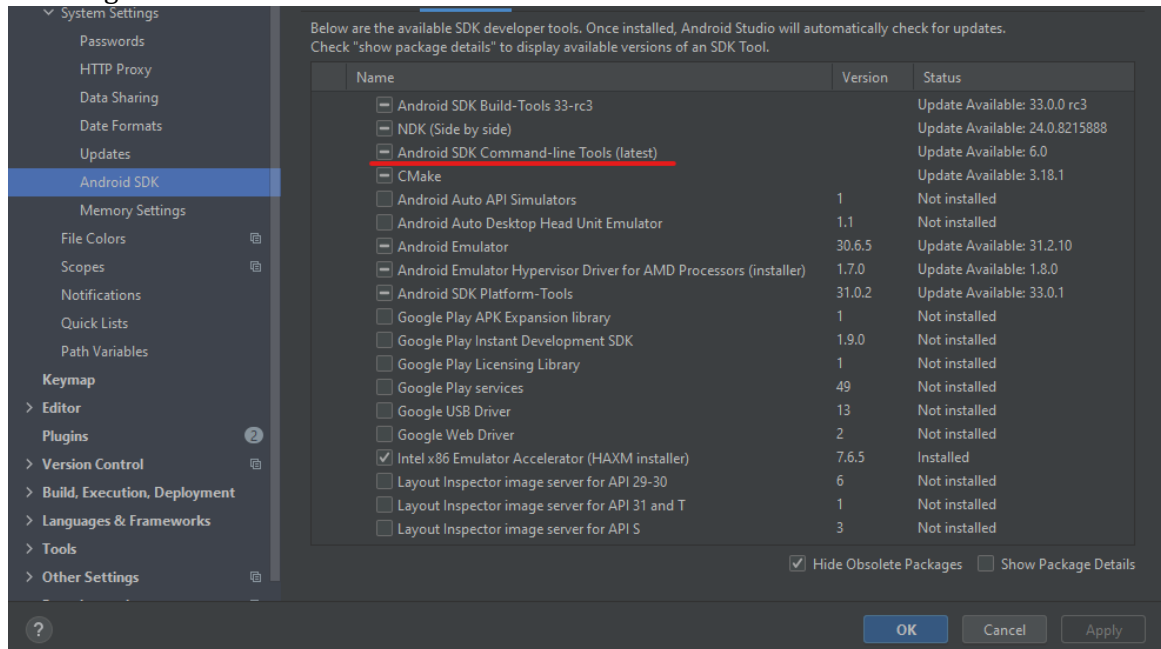 System Settings
Passwords
HTTP Proxy
Data Sharing
Date Formats
Updates
Android SDK
Memory Settings
File Colors
Scopes
Notifications
Quick Lists
Path Variables
Keymap
Editor
Plugins 2
Version Control
Build, Execution, Deployment
Languages & Frameworks
Tools
Other Settings
Below are the available SDK developer tools. Once installed, Android Studio will automatically check for updates.
Check "show package details" to display available versions of an SDK Tool.
Name Version Status
Android SDK Build-Tools 33-rc3 Update Available: 33.0.0 rc3
NDK (Side by side) Update Available: 24.0.8215888
Android SDK Command-line Tools (latest) Update Available: 6.0
CMake Update Available: 3.18.1
Android Auto API Simulators 1 Not installed
Android Auto Desktop Head Unit Emulator 1.1 Not installed
Android Emulator 30.6.5 Update Available: 31.2.10
Android Emulator Hypervisor Driver for AMD Processors (installer) 1.7.0 Update Available: 1.8.0
Android SDK Platform-Tools 31.0.2 Update Available: 33.0.1
Google Play APK Expansion library 1 Not installed
Google Play Instant Development SDK 1.9.0 Not installed
Google Play Licensing Library 1 Not installed
Google Play services 49 Not installed
Google USB Driver 13 Not installed
Google Web Driver 2 Not installed
Intel x86 Emulator Accelerator (HAXM installer) 7.6.5 Installed
Layout Inspector image server for API 29-30 6 Not installed
Layout Inspector image server for API 31 and T 1 Not installed
Layout Inspector image server for API S 3 Not installed
Hide Obsolete Packages Show Package Details
? OK Cancel Apply